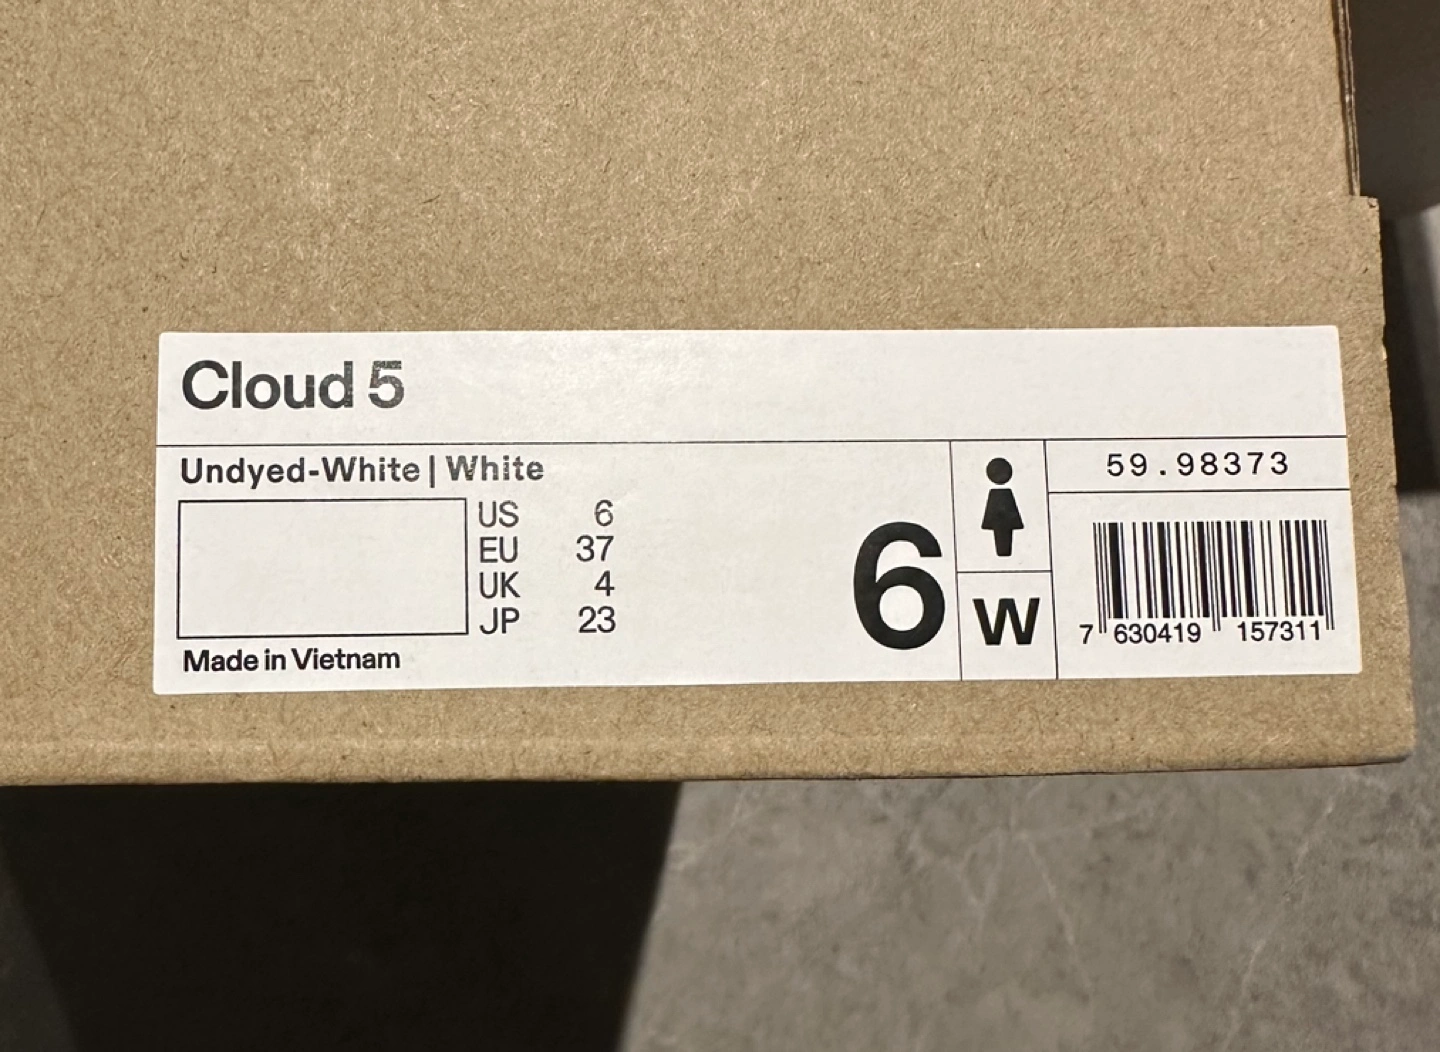 Cloud 5
Undyed-White | White
59.98373
US 6
EU 37
UK 4
JP 23
6
W
7 630419 157311
Made in Vietnam